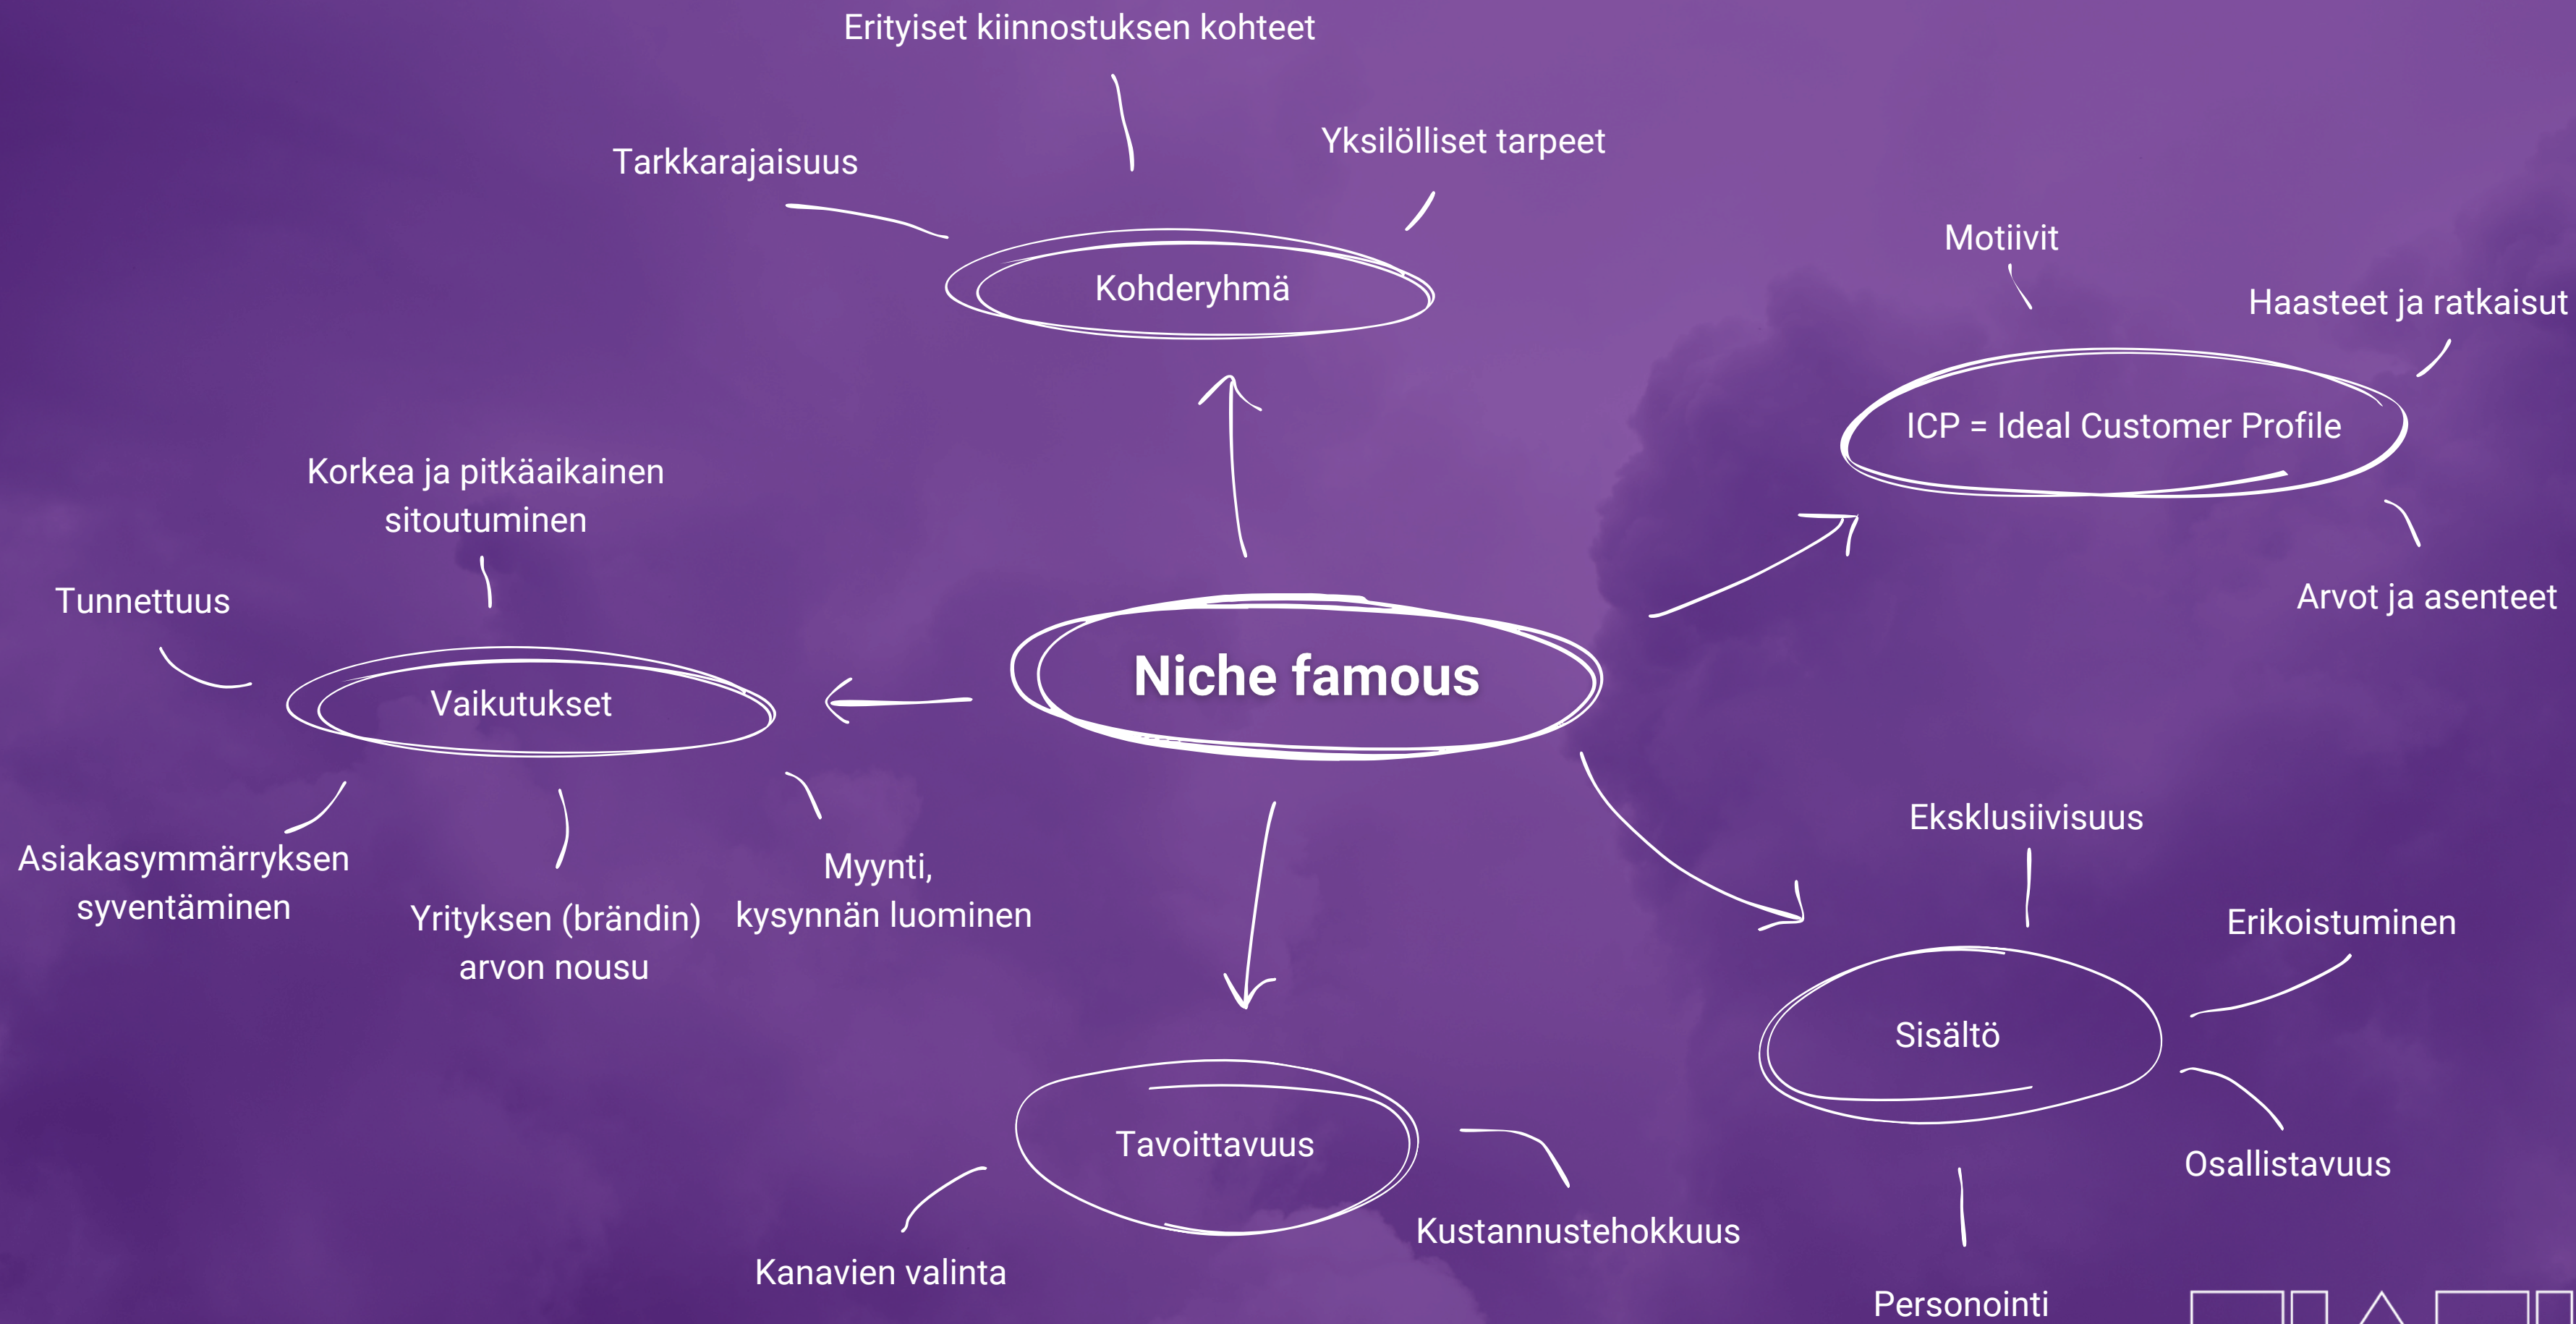 Erityiset kiinnostuksen kohteet
Tarkkarajaisuus
Yksilölliset tarpeet
Kohderyhmä
Motiivit
Haasteet ja ratkaisut
ICP = Ideal Customer Profile
Arvot ja asenteet
Korkea ja pitkäaikainen
sitoutuminen
Tunnettuus
Vaikutukset
Niche famous
Asiakasymmärryksen
syventäminen
Yrityksen (brändin)
arvon nousu
Myynti,
kysynnän luominen
Eksklusiivisuus
Erikoistuminen
Sisältö
Osallistavuus
Personointi
Tavoittavuus
Kanavien valinta
Kustannustehokkuus